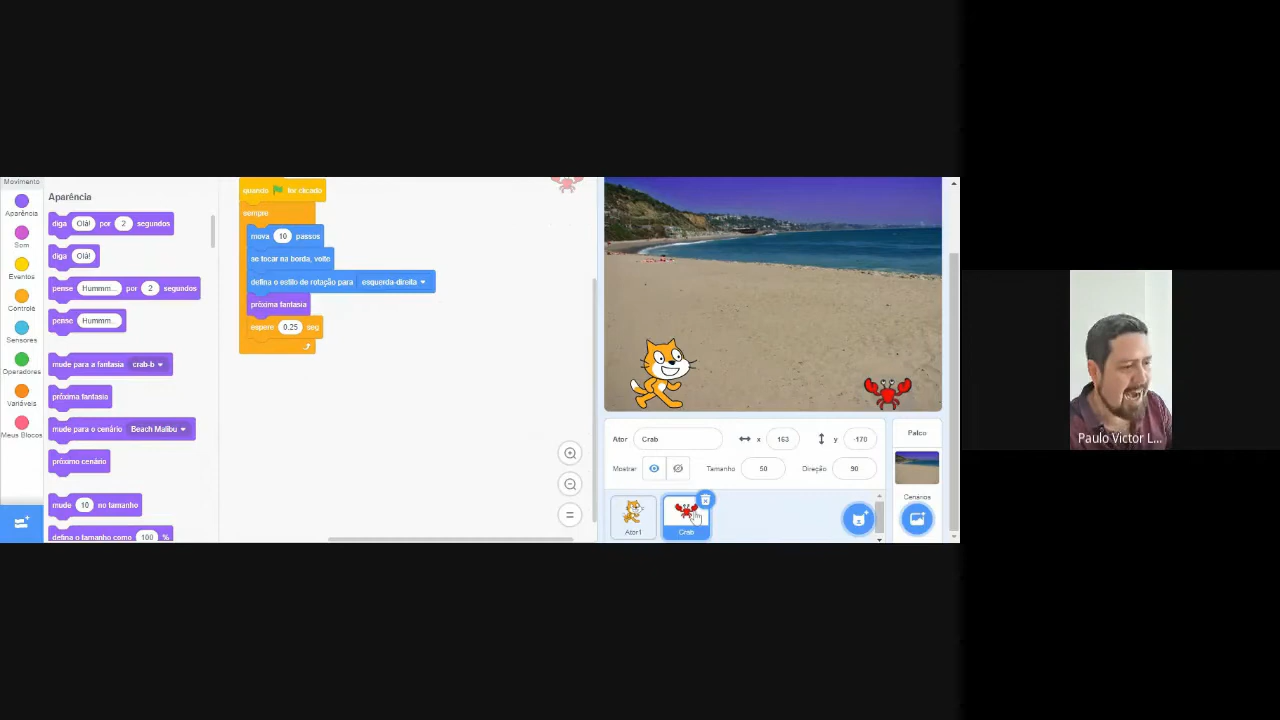 Movimento
Aparência
Som
Eventos
Controle
Sensores
Operadores
Variáveis
Meus Blocos
Aparência
diga Olá! por 2 segundos
diga Olá!
pense Hummm... por 2 segundos
pense Hummm...
mude para a fantasia crab-b
próxima fantasia
mude para o cenário Beach Malibu
próximo cenário
mude 10 no tamanho
defina o tamanho como 100 %
quando for clicado
sempre
mova 10 passos
se tocar na borda, volte
defina o estilo de rotação para esquerda-direita
próxima fantasia
espere 0.25 seg
Ator Crab x 163 y -170
Mostrar Tamanho 50 Direção 90
Ator1
Crab
Palco
Cenários
Paulo Victor L...